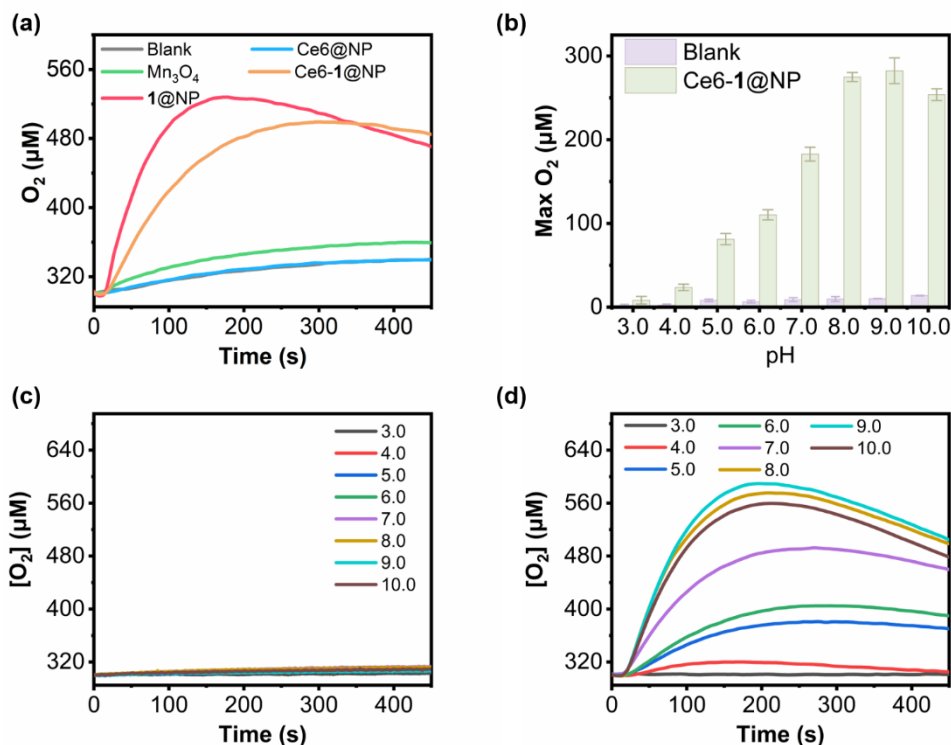 (a)
Blank
Ce6@NP
Mn₃O₄
Ce6-1@NP
1@NP
O₂ (µM)
560
480
400
320
0 100 200 300 400
Time (s)
(b)
Blank
Ce6-1@NP
Max O₂ (µM)
300
200
100
0
3.0 4.0 5.0 6.0 7.0 8.0 9.0 10.0
pH
(c)
3.0
4.0
5.0
6.0
7.0
8.0
9.0
10.0
[O₂] (µM)
640
560
480
400
320
0 100 200 300 400
Time (s)
(d)
3.0 6.0 9.0
4.0 7.0 10.0
5.0 8.0
[O₂] (µM)
640
560
480
400
320
0 100 200 300 400
Time (s)